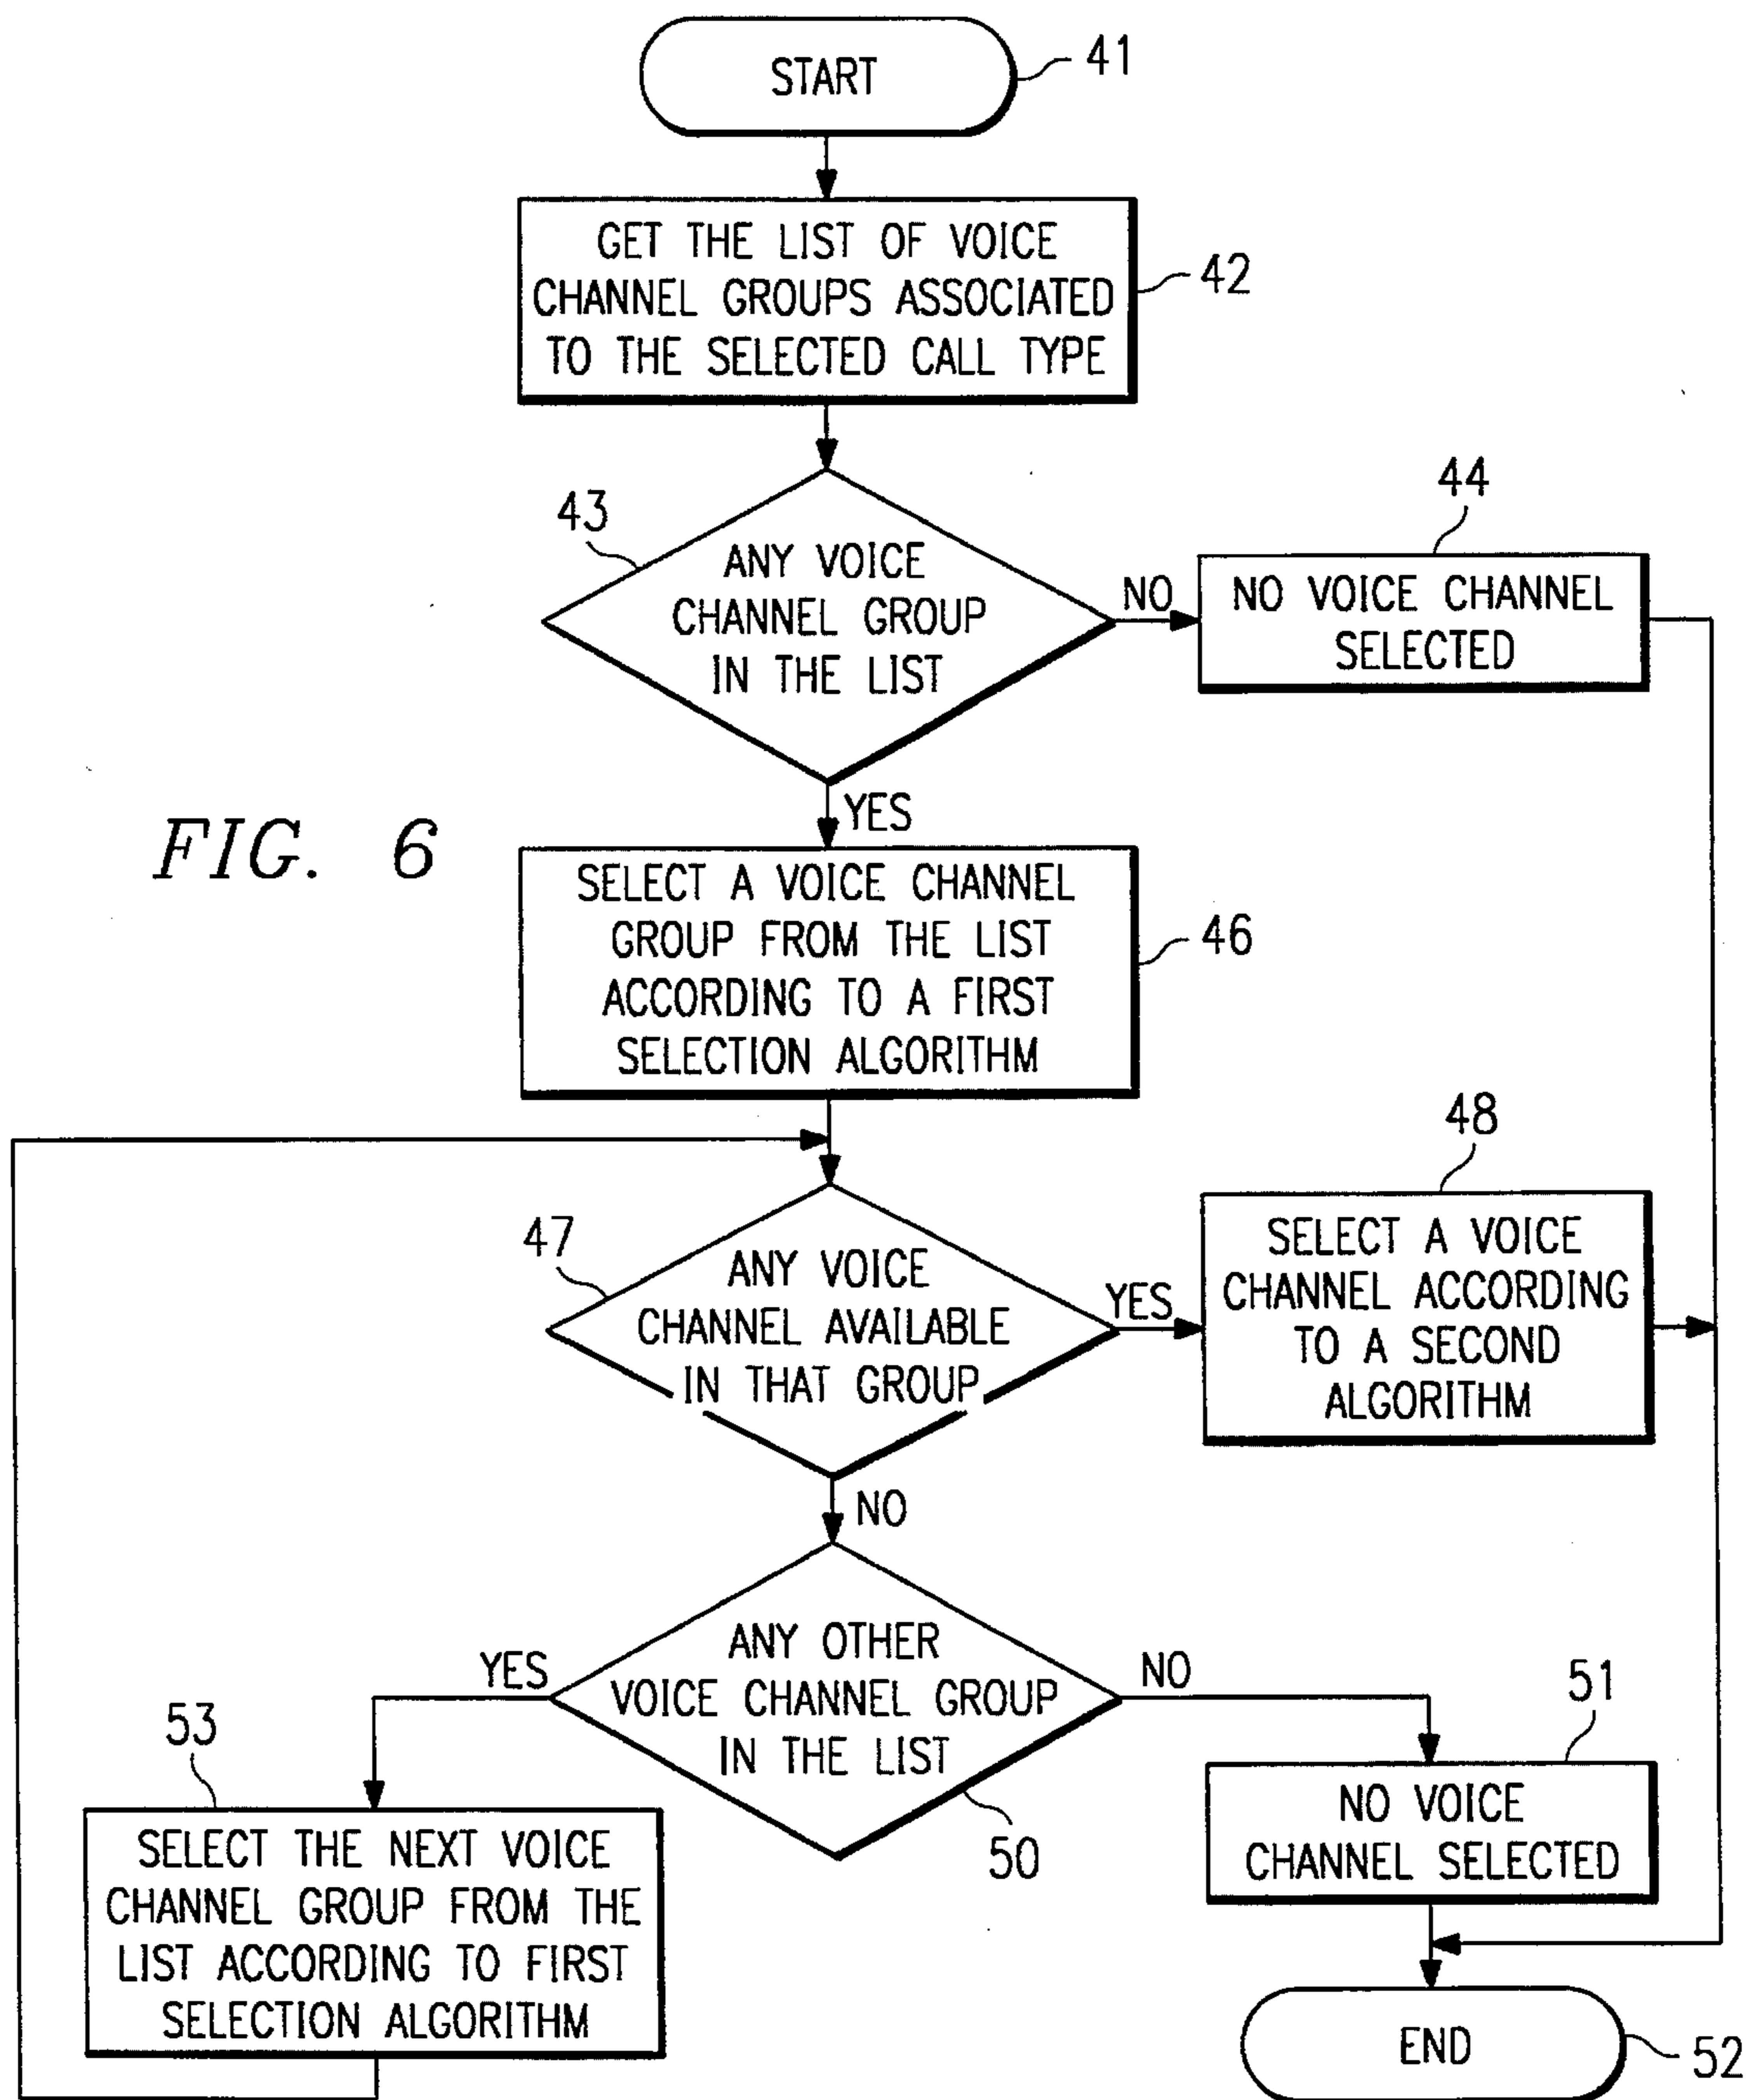 START
41
GET THE LIST OF VOICE
CHANNEL GROUPS ASSOCIATED
TO THE SELECTED CALL TYPE
42
43
ANY VOICE
CHANNEL GROUP
IN THE LIST
NO
44
NO VOICE CHANNEL
SELECTED
YES
FIG. 6
SELECT A VOICE CHANNEL
GROUP FROM THE LIST
ACCORDING TO A FIRST
SELECTION ALGORITHM
46
47
ANY VOICE
CHANNEL AVAILABLE
IN THAT GROUP
YES
48
SELECT A VOICE
CHANNEL ACCORDING
TO A SECOND
ALGORITHM
NO
ANY OTHER
VOICE CHANNEL GROUP
IN THE LIST
50
YES
NO
53
SELECT THE NEXT VOICE
CHANNEL GROUP FROM THE
LIST ACCORDING TO FIRST
SELECTION ALGORITHM
51
NO VOICE
CHANNEL SELECTED
END
52